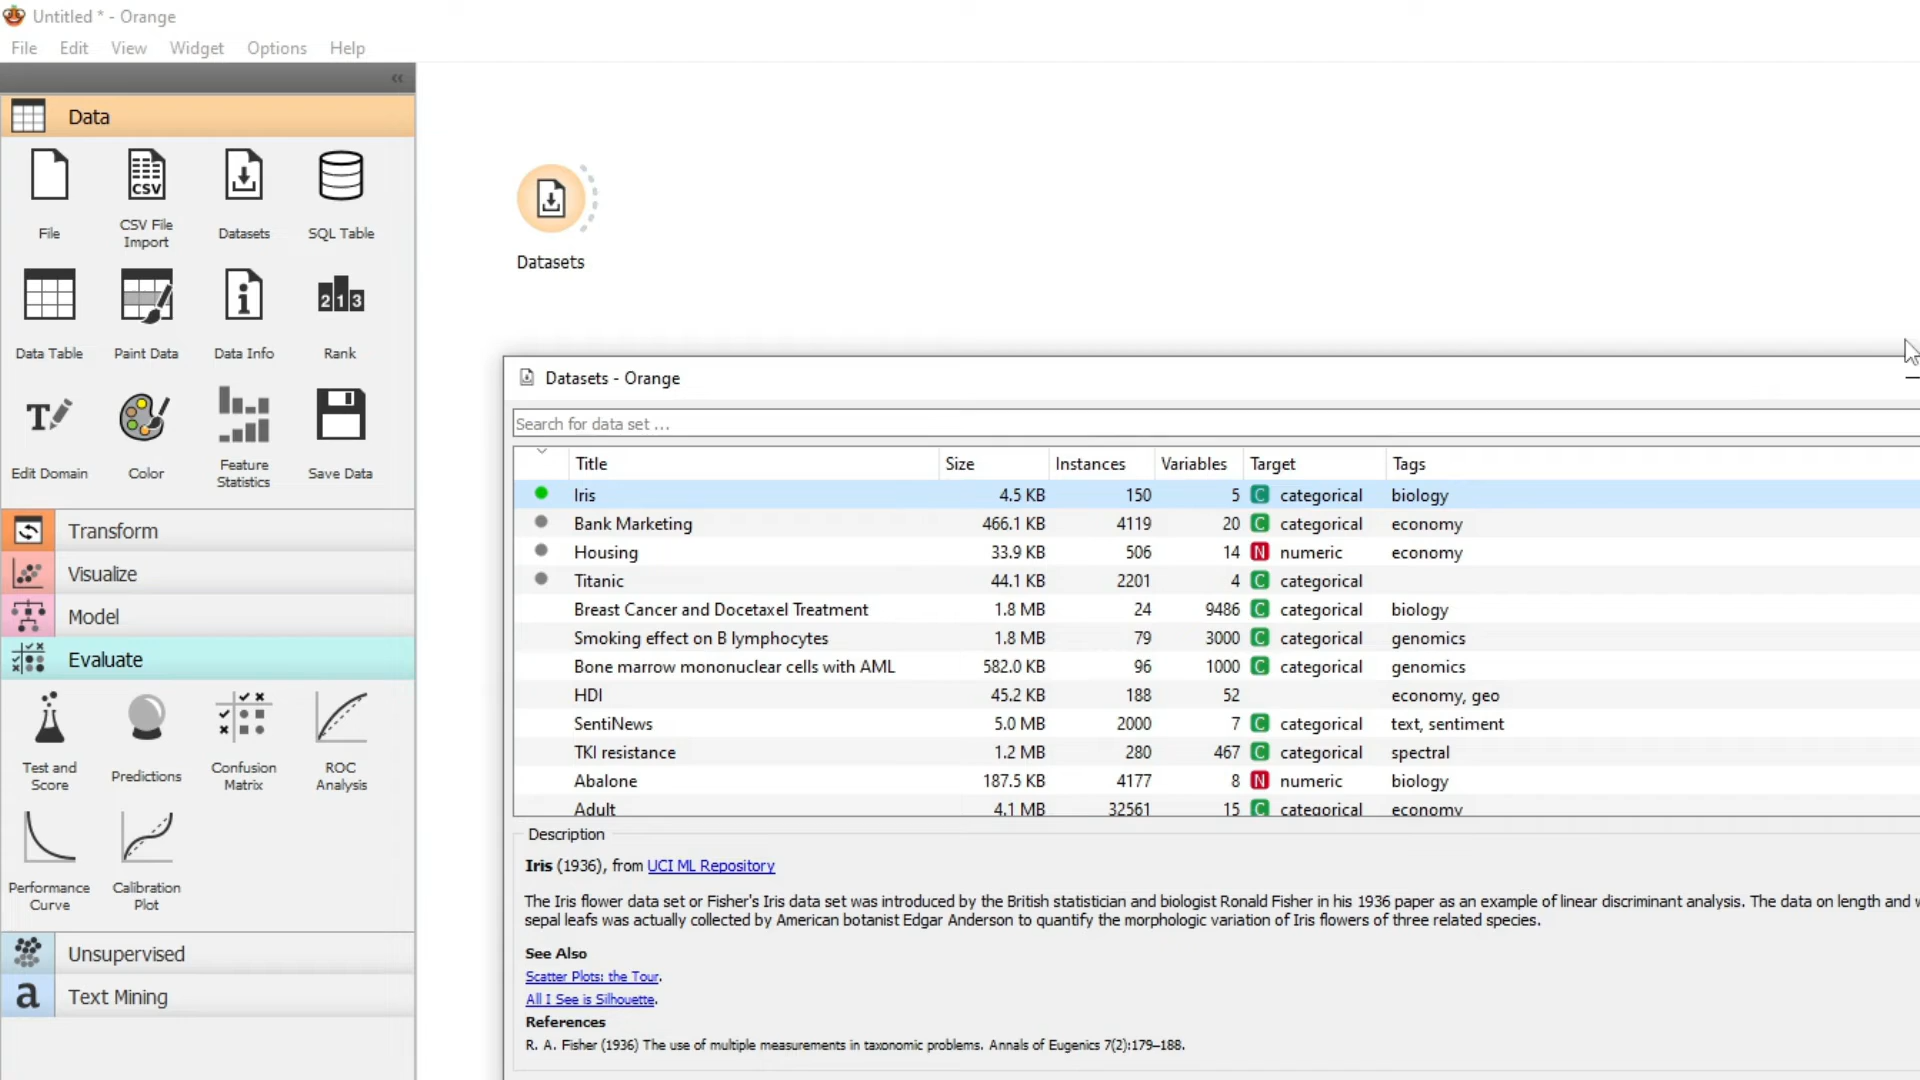 Untitled * - Orange
File Edit View Widget Options Help
Data
File CSV File Import Datasets SQL Table
Data Table Paint Data Data Info Rank
Edit Domain Color Feature Statistics Save Data
Transform
Visualize
Model
Evaluate
Test and Score Predictions Confusion Matrix ROC Analysis
Performance Curve Calibration Plot
Unsupervised
Text Mining
Datasets
Datasets - Orange
Search for data set ...
Title Size Instances Variables Target Tags
Iris 4.5 KB 150 5 C categorical biology
Bank Marketing 466.1 KB 4119 20 C categorical economy
Housing 33.9 KB 506 14 N numeric economy
Titanic 44.1 KB 2201 4 C categorical
Breast Cancer and Docetaxel Treatment 1.8 MB 24 9486 C categorical biology
Smoking effect on B lymphocytes 1.8 MB 79 3000 C categorical genomics
Bone marrow mononuclear cells with AML 582.0 KB 96 1000 C categorical genomics
HDI 45.2 KB 188 52 economy, geo
SentiNews 5.0 MB 2000 7 C categorical text, sentiment
TKI resistance 1.2 MB 280 467 C categorical spectral
Abalone 187.5 KB 4177 8 N numeric biology
Adult 4.1 MB 32561 15 C categorical economy
Description
Iris (1936), from UCI ML Repository
The Iris flower data set or Fisher's Iris data set was introduced by the British statistician and biologist Ronald Fisher in his 1936 paper as an example of linear discriminant analysis. The data on length and
sepal leafs was actually collected by American botanist Edgar Anderson to quantify the morphologic variation of Iris flowers of three related species.
See Also
Scatter Plots: the Tour.
All I See is Silhouette.
References
R. A. Fisher (1936) The use of multiple measurements in taxonomic problems. Annals of Eugenics 7(2):179–188.